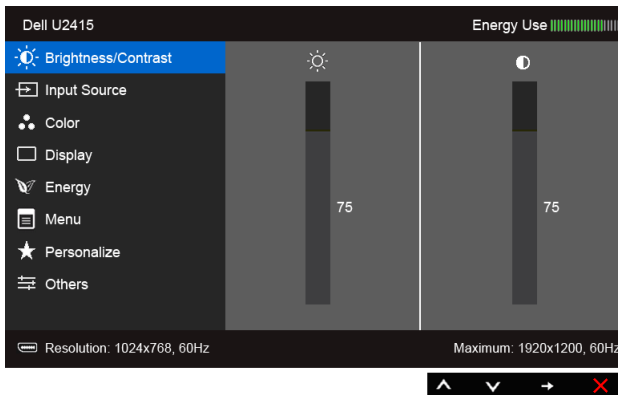 Dell U2415
Energy Use
Brightness/Contrast
Input Source
Color
Display
Energy
Menu
Personalize
Others
75
75
Resolution: 1024x768, 60Hz
Maximum: 1920x1200, 60Hz